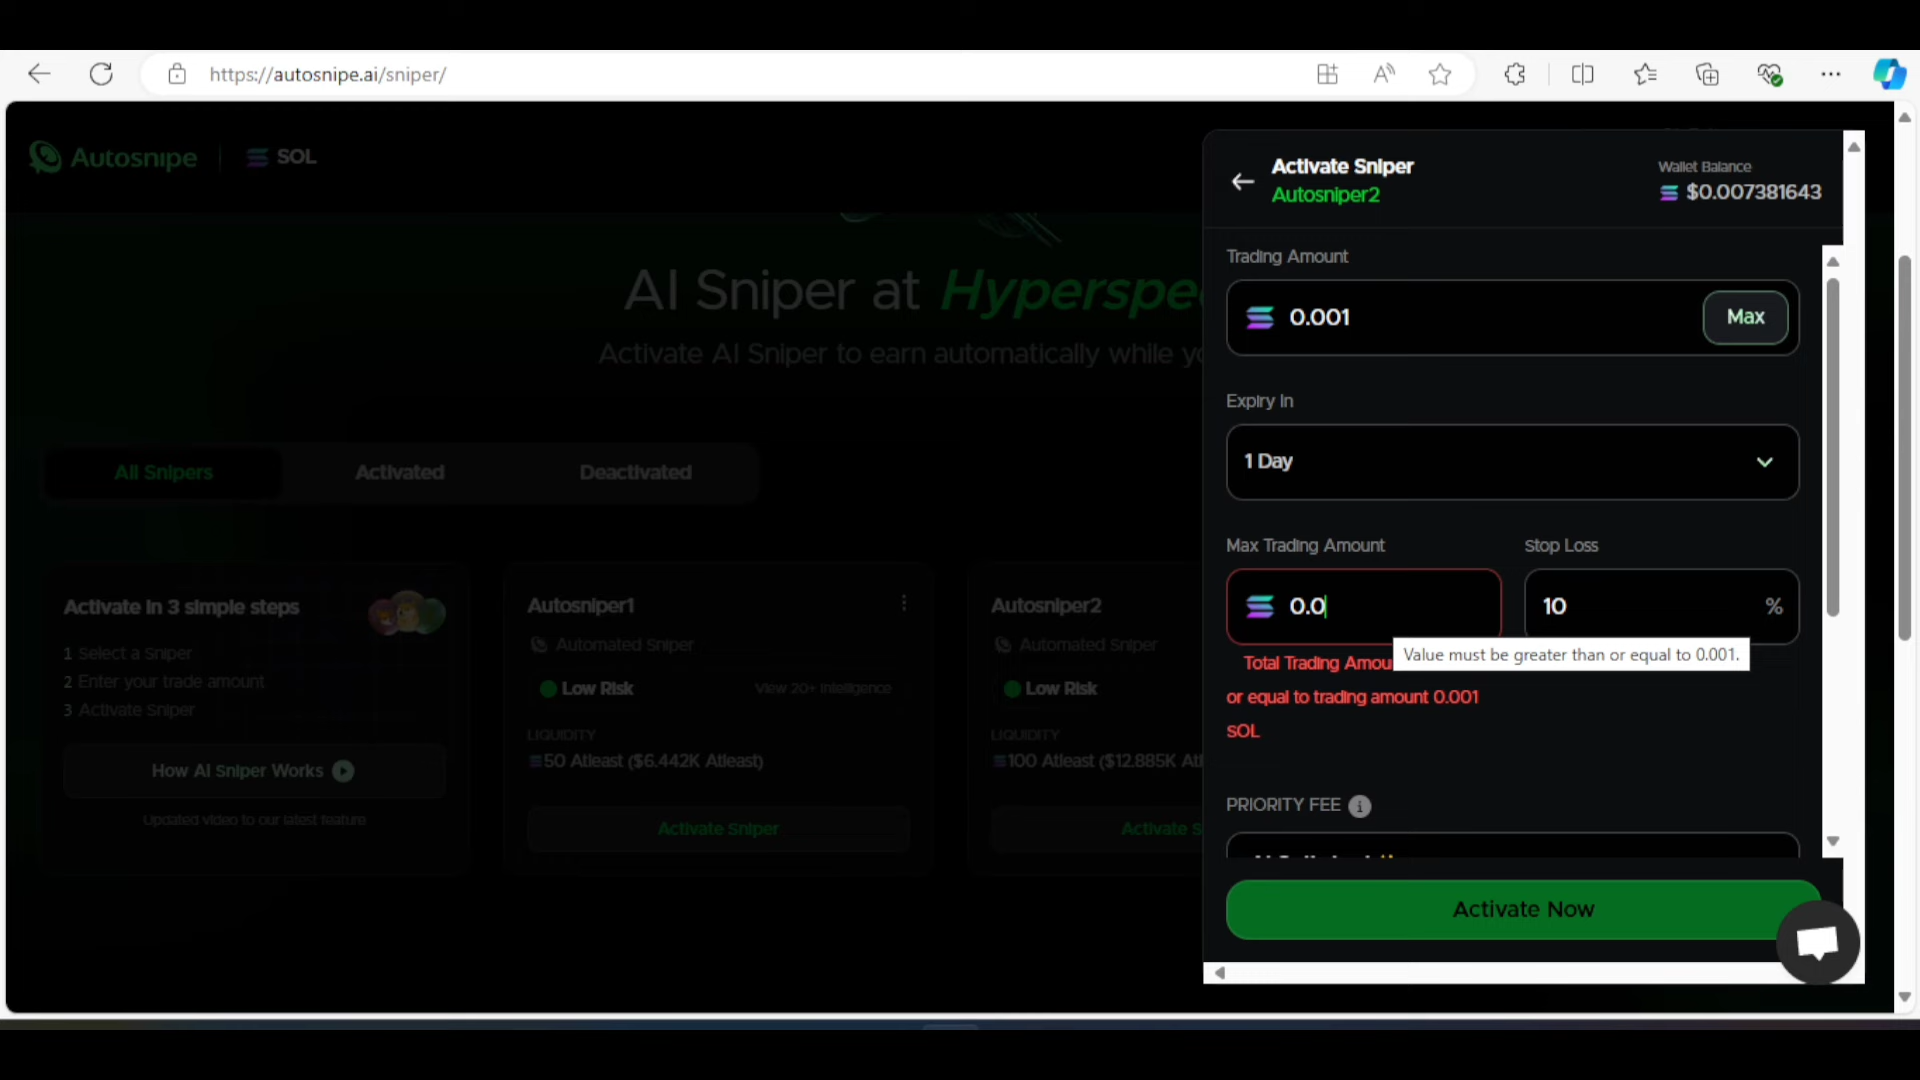 https://autosnipe.ai/sniper/
Autosnipe
SOL
AI Sniper at Hyperspe
Activate AI Sniper to earn automatically while yo
All Snipers
Activated
Deactivated
Activate in 3 simple steps
1 Select a Sniper
2 Enter your trade amount
3 Activate Sniper
How AI Sniper Works
Updated video to our latest feature
Autosniper1
Automated Sniper
Low Risk
View 20+ Intelligence
LIQUIDITY
50 Atleast ($6.442K Atleast)
Activate Sniper
Autosniper2
Automated Sniper
Low Risk
LIQUIDITY
100 Atleast ($12.885K Atl
Activate S
Activate Sniper
Autosniper2
Wallet Balance
$0.007381643
Trading Amount
0.001
Max
Expiry In
1 Day
Max Trading Amount
0.0
Stop Loss
10
%
Total Trading Amou
Value must be greater than or equal to 0.001.
or equal to trading amount 0.001
SOL
PRIORITY FEE
Activate Now